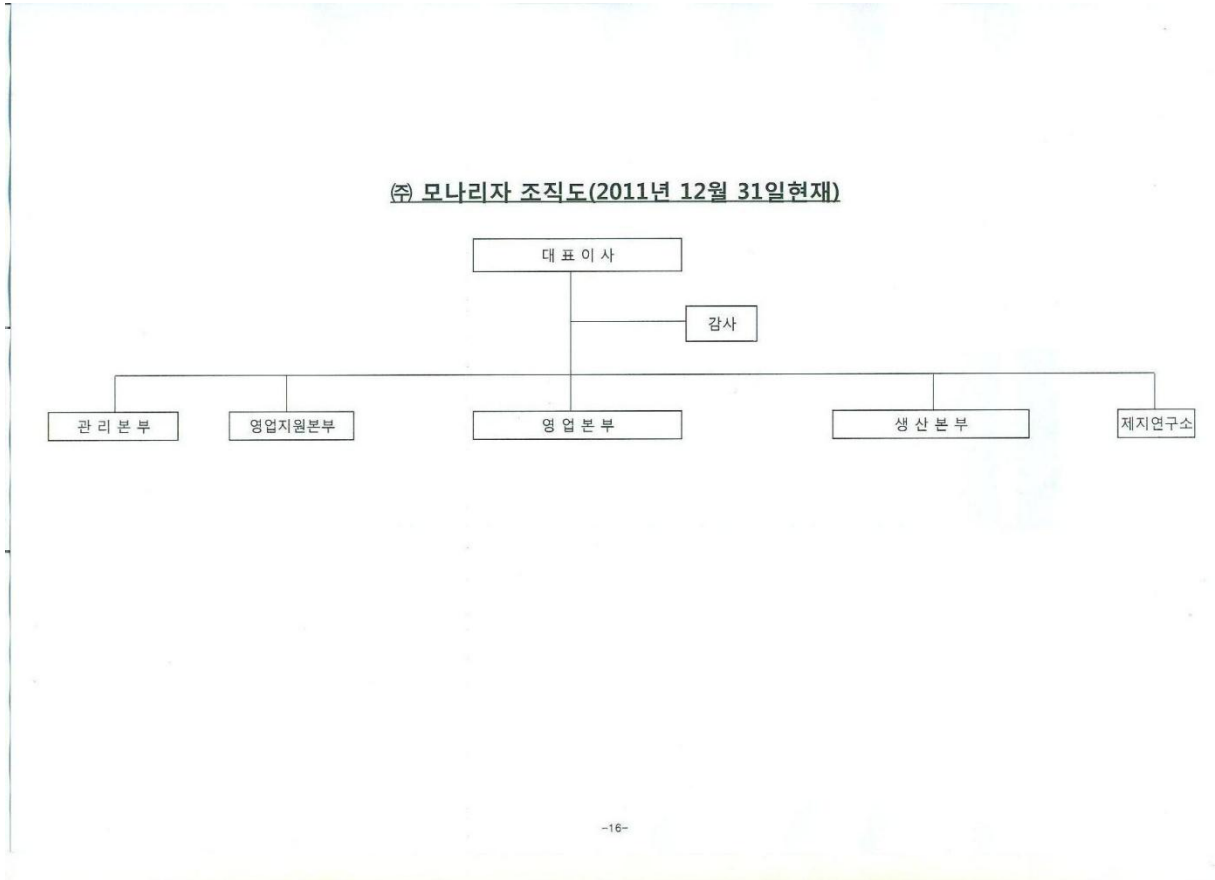 ㈜ 모나리자 조직도(2011년 12월 31일현재)
대 표 이 사
감사
관 리 본 부
영업지원본부
영 업 본 부
생 산 본 부
제지연구소
-16-